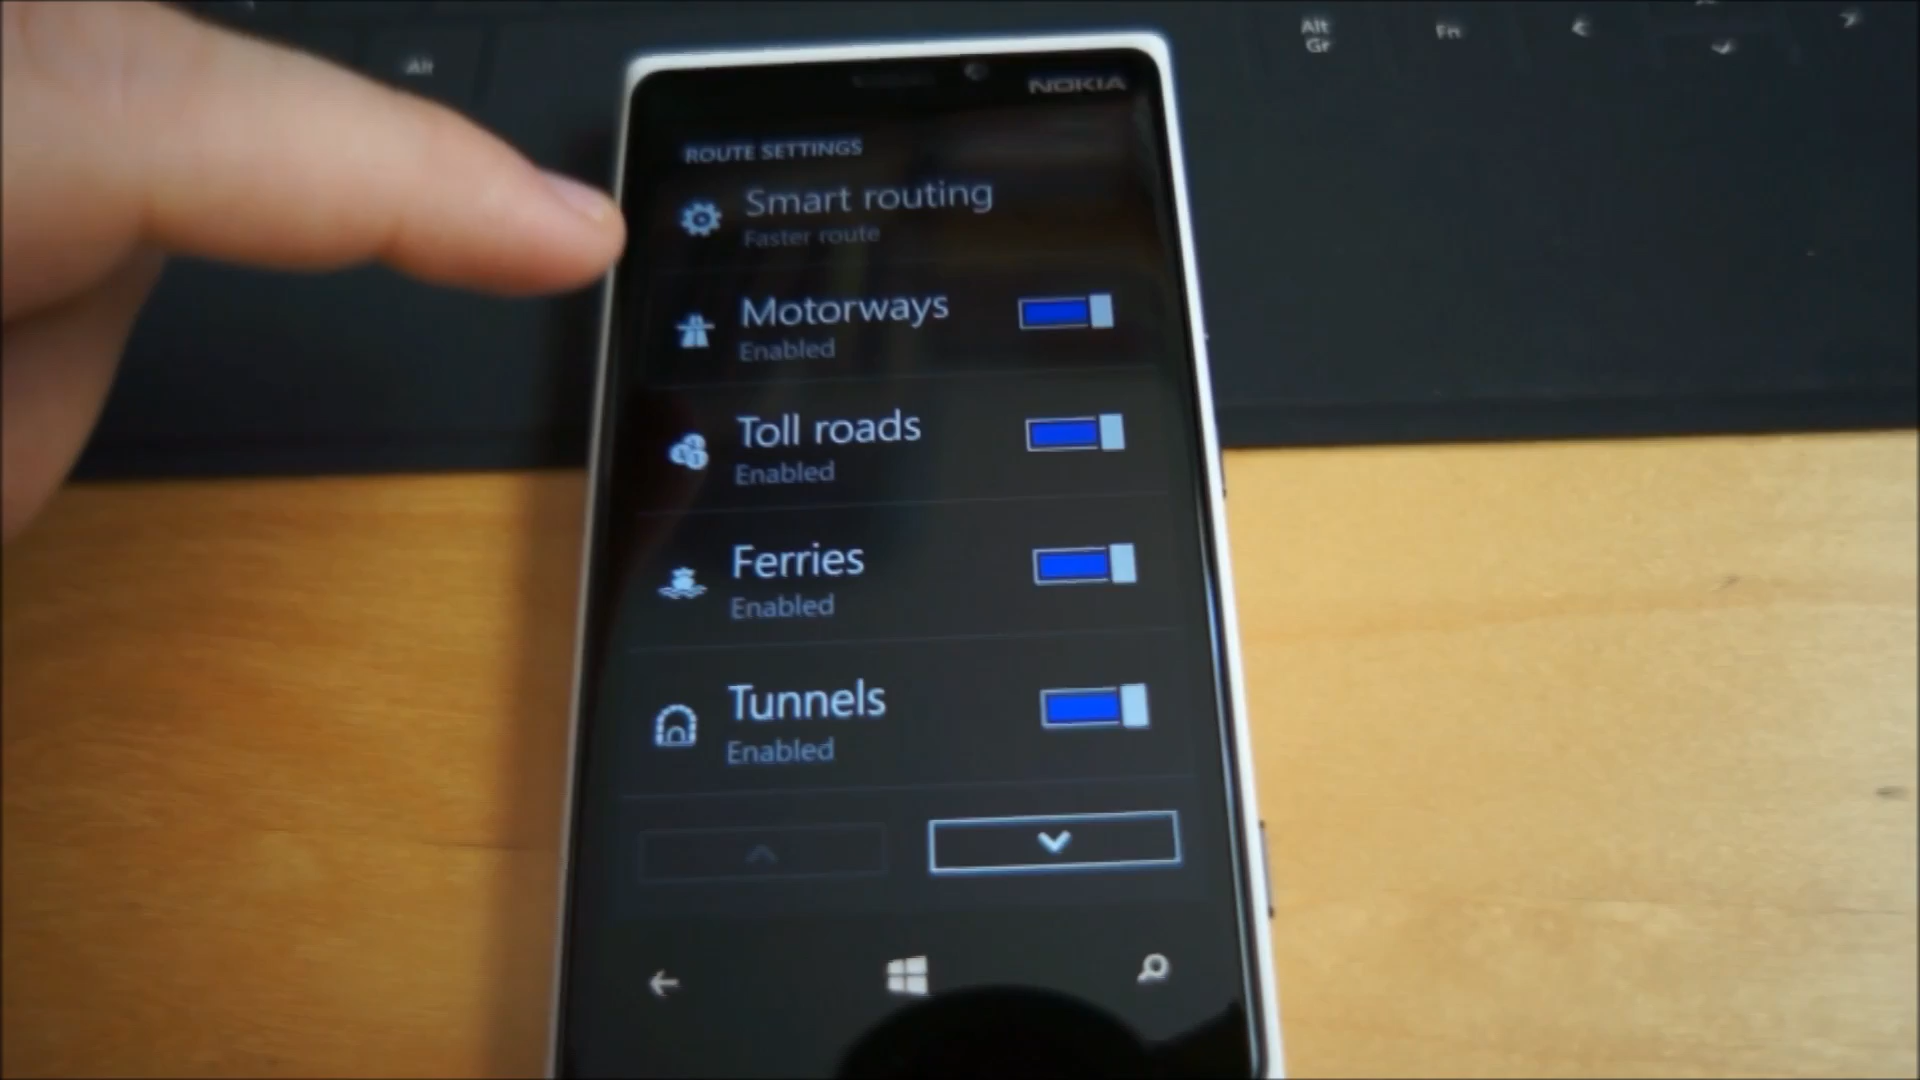 Alt
Alt
Gr
Fn
NOKIA
ROUTE SETTINGS
Smart routing
Faster route
Motorways
Enabled
Toll roads
Enabled
Ferries
Enabled
Tunnels
Enabled